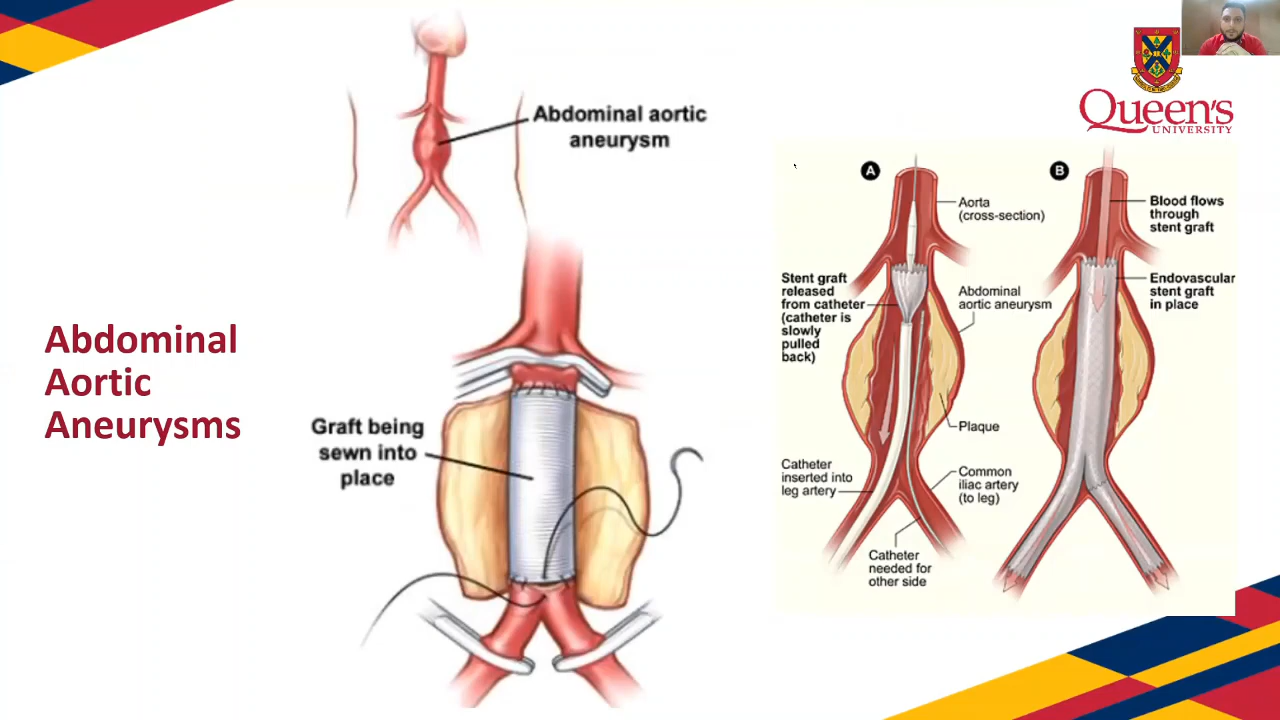 Abdominal
Aortic
Aneurysms
Abdominal aortic
aneurysm
Graft being
sewn into
place
Queen's
UNIVERSITY
A
Aorta
(cross-section)
Stent graft
released
from catheter
(catheter is
slowly
pulled
back)
Abdominal
aortic aneurysm
Plaque
Catheter
inserted into
leg artery
Common
iliac artery
(to leg)
Catheter
needed for
other side
B
Blood flows
through
stent graft
Endovascular
stent graft
in place